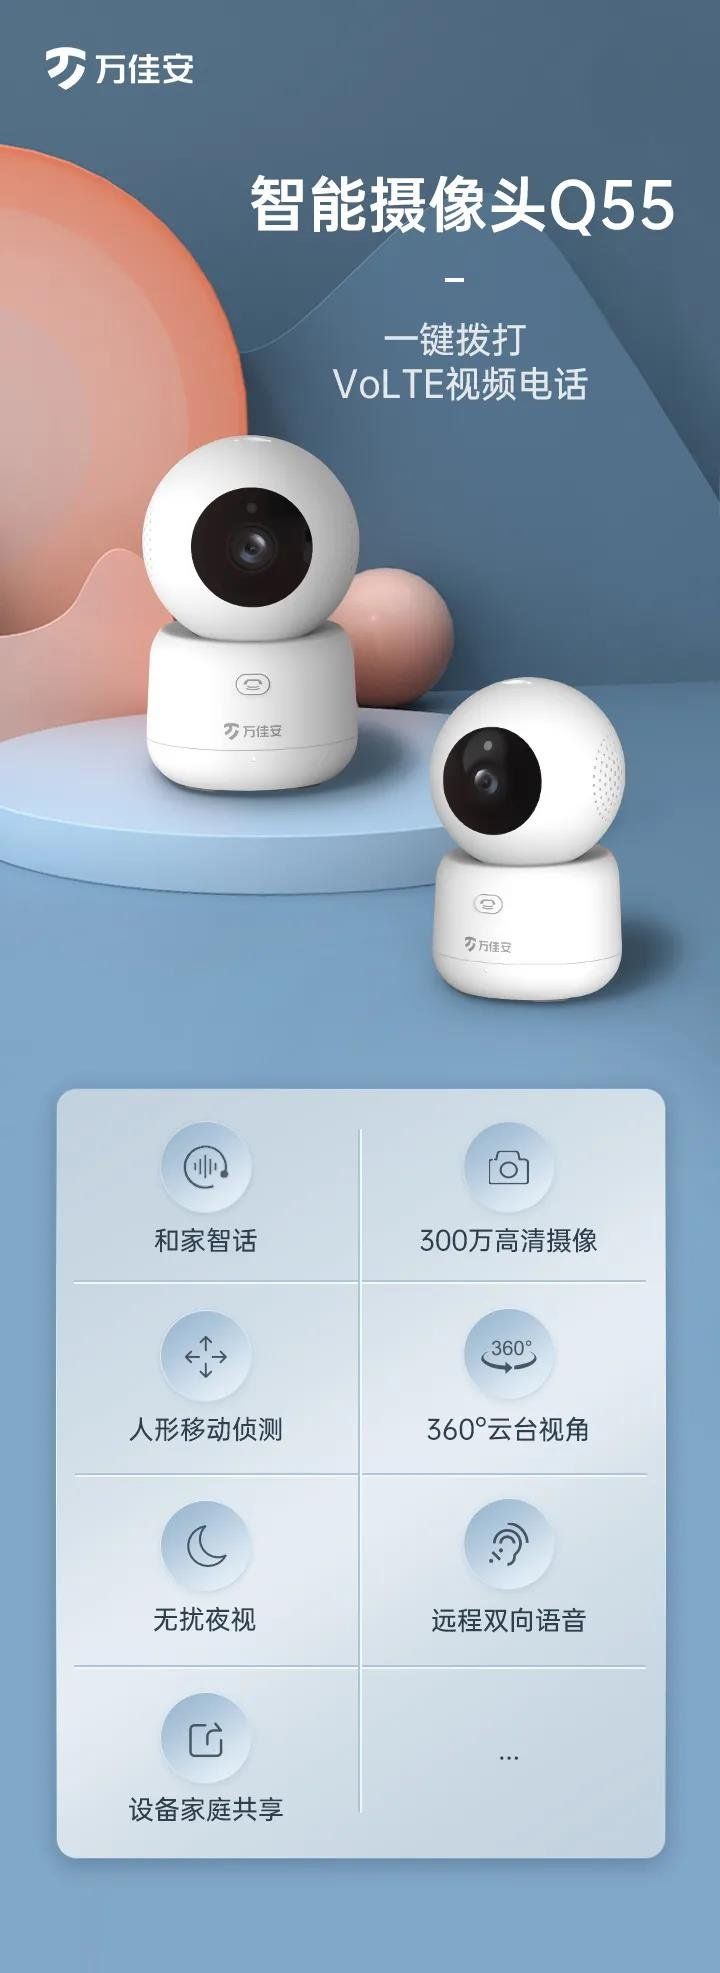 万佳安
智能摄像头Q55
一键拨打
VoLTE视频电话
万佳安
万佳安
和家智话
300万高清摄像
人形移动侦测
360°
360°云台视角
无扰夜视
远程双向语音
设备家庭共享
...